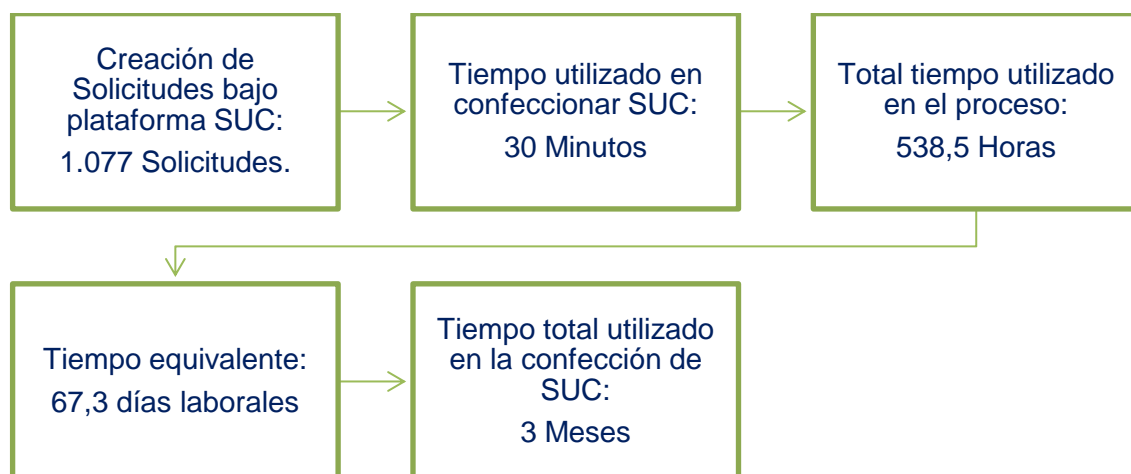 Creación de
Solicitudes bajo
plataforma SUC:
1.077 Solicitudes.
Tiempo utilizado en
confeccionar SUC:
30 Minutos
Total tiempo utilizado
en el proceso:
538,5 Horas
Tiempo equivalente:
67,3 días laborales
Tiempo total utilizado
en la confección de
SUC:
3 Meses